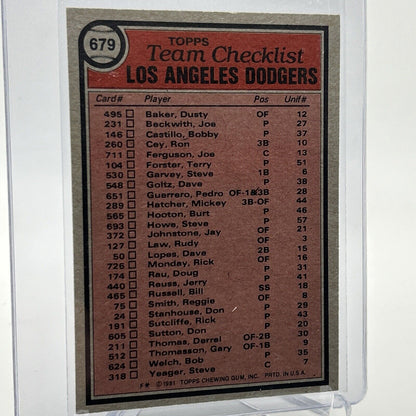 679
TOPPS
Team Checklist
LOS ANGELES DODGERS
Card# Player Pos Unif#
495 Baker, Dusty OF 12
231 Beckwith, Joe P 27
146 Castillo, Bobby P 37
260 Cey, Ron 3B 10
711 Ferguson, Joe C 13
104 Forster, Terry P 51
530 Garvey, Steve 1B 6
548 Goltz, Dave P 38
651 Guerrero, Pedro OF-1&3B 28
289 Hatcher, Mickey 3B-OF 44
565 Hooton, Burt P 46
693 Howe, Steve P 57
372 Johnstone, Jay OF 21
127 Law, Rudy OF 3
50 Lopes, Dave 2B 15
726 Monday, Rick OF 16
174 Rau, Doug P 31
440 Reuss, Jerry P 41
465 Russell, Bill SS 18
75 Smith, Reggie OF 8
24 Stanhouse, Don P 29
191 Sutcliffe, Rick P 43
605 Sutton, Don P 20
211 Thomas, Derrel OF-2B 30
512 Thomasson, Gary OF-1B 9
624 Welch, Bob P 35
318 Yeager, Steve C 7
F# © 1981 TOPPS CHEWING GUM, INC. PRTD. IN U.S.A.